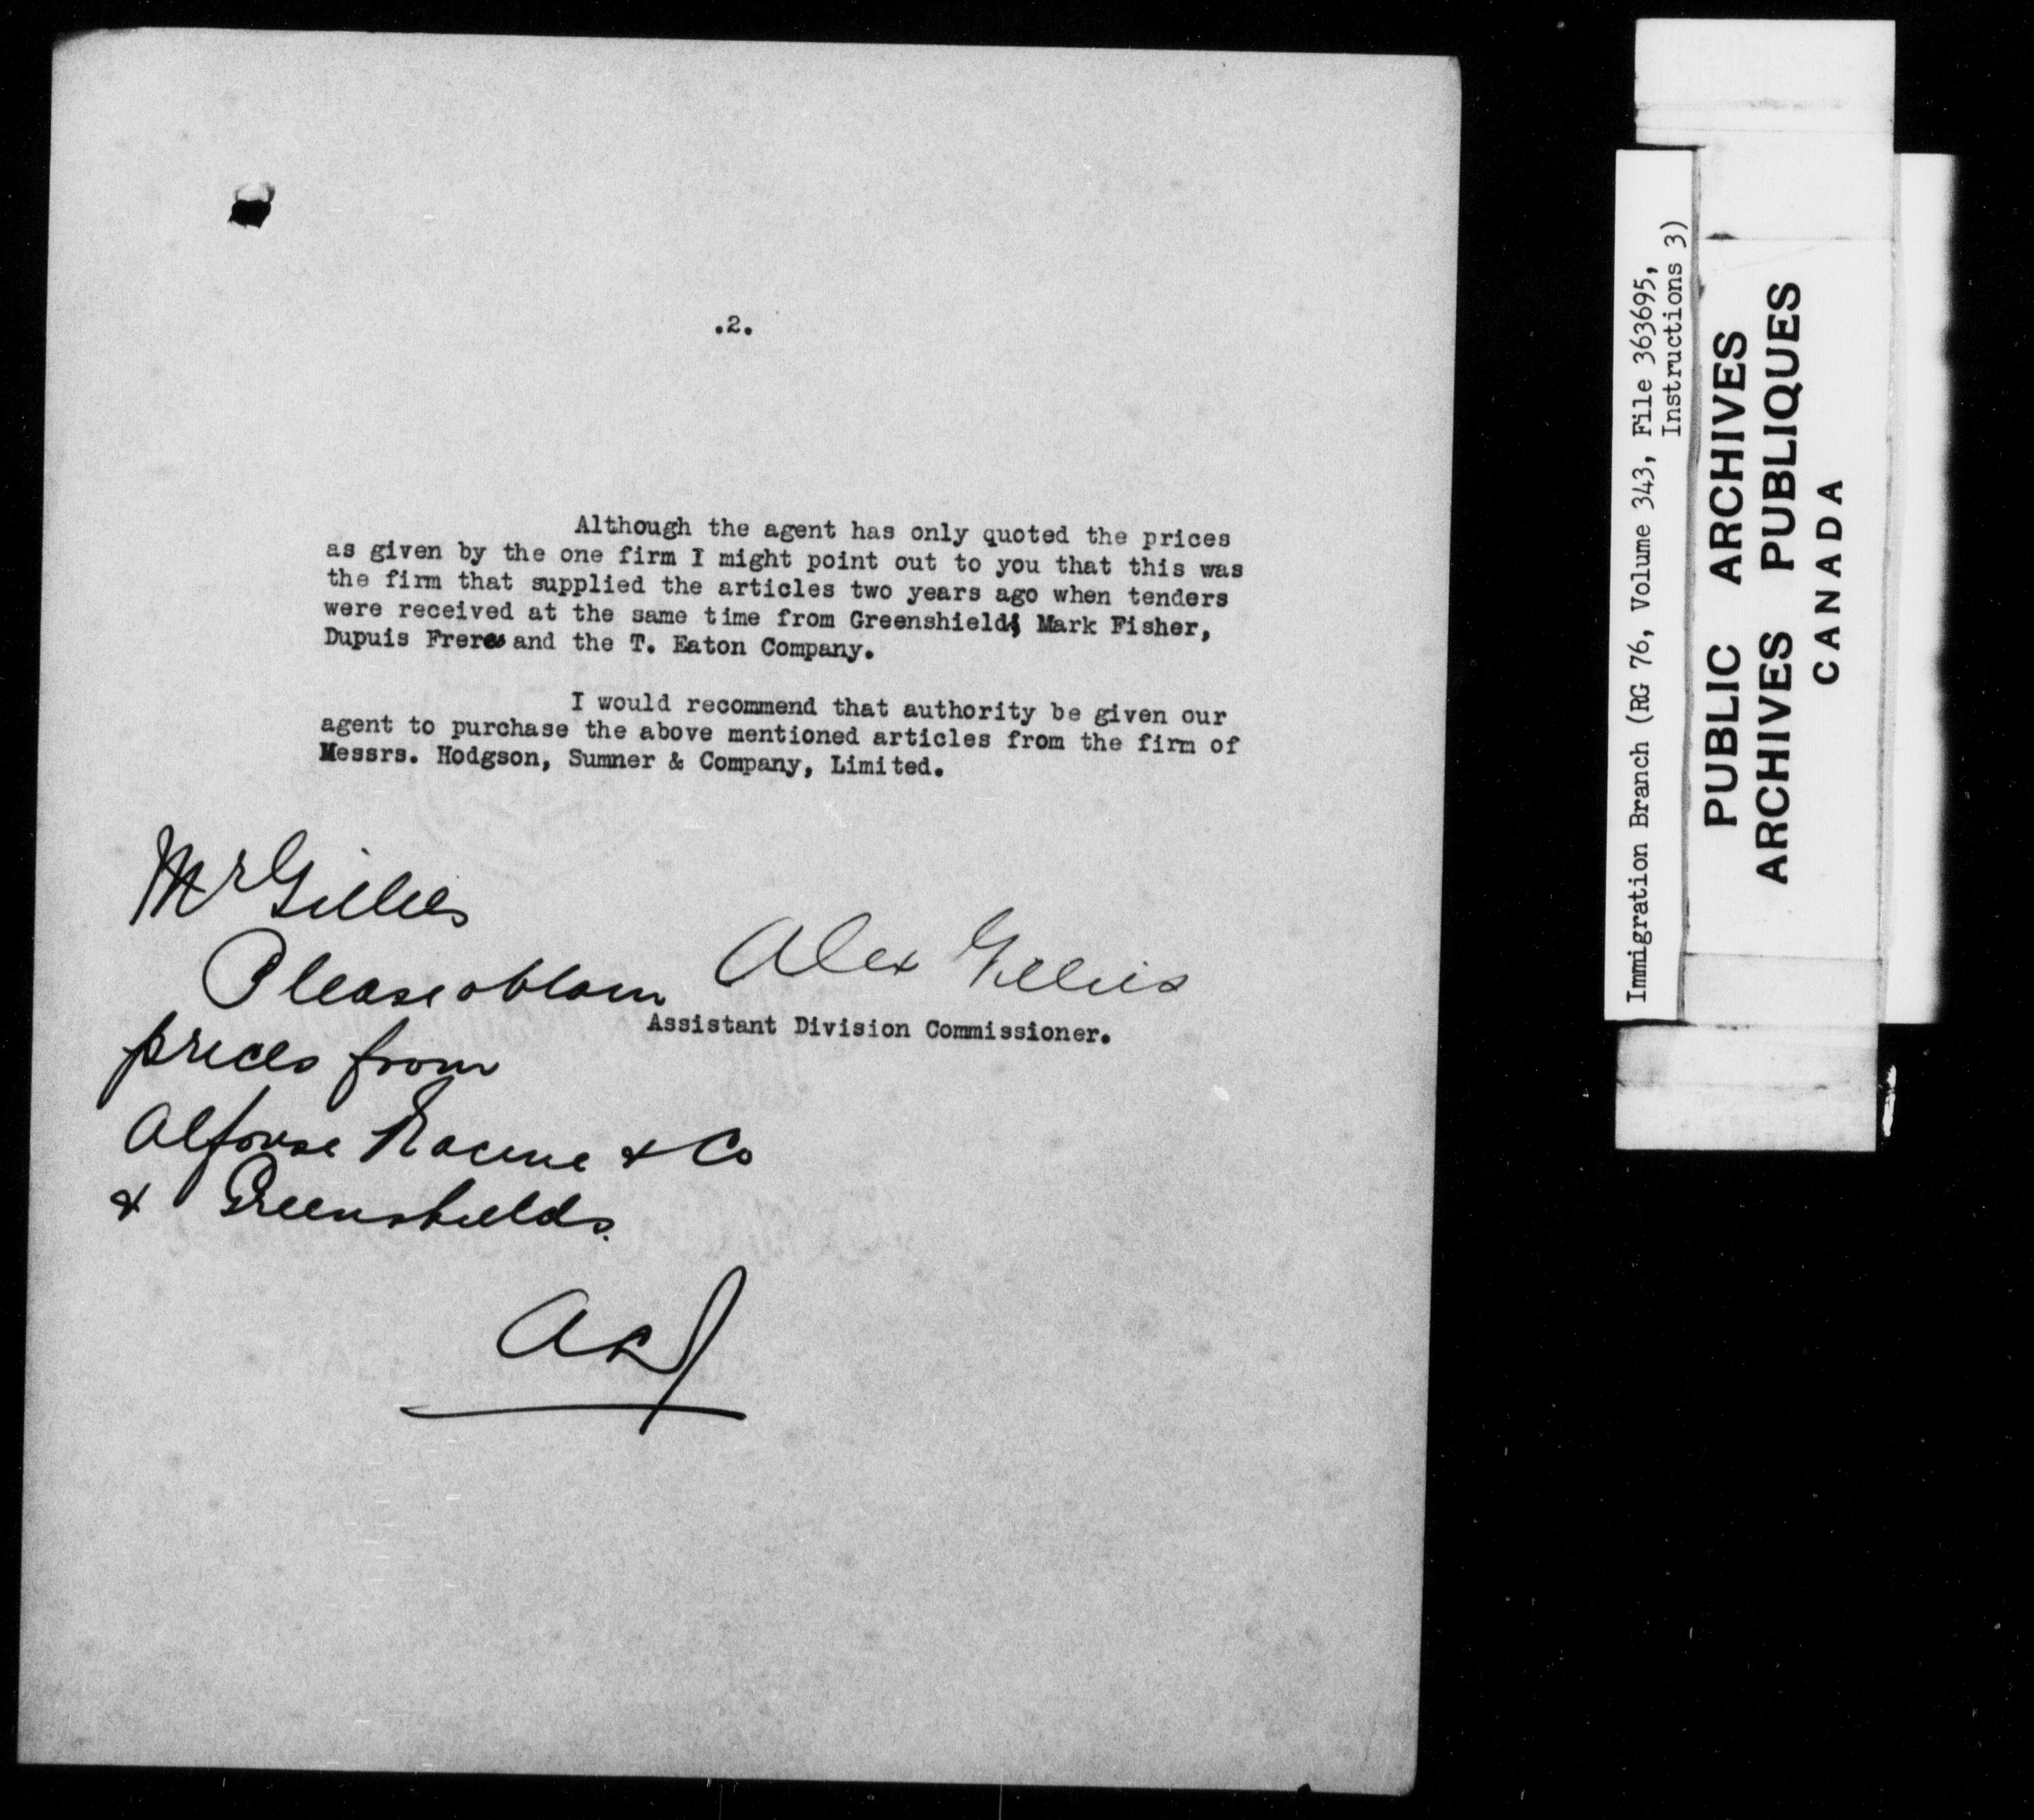 .2.
Although the agent has only quoted the prices
as given by the one firm I might point out to you that this was
the firm that supplied the articles two years ago when tenders
were received at the same time from Greenshields, Mark Fisher,
Dupuis Freres and the T. Eaton Company.
I would recommend that authority be given our
agent to purchase the above mentioned articles from the firm of
Messrs. Hodgson, Sumner & Company, Limited.
Mr Gillies
Please obtain
prices from
Alfonse Racine & Co
& Greenshields.
Alex Gillies
Assistant Division Commissioner.
Immigration Branch (RG 76, Volume 343, File 363695,
Instructions 3)
PUBLIC ARCHIVES
ARCHIVES PUBLIQUES
CANADA